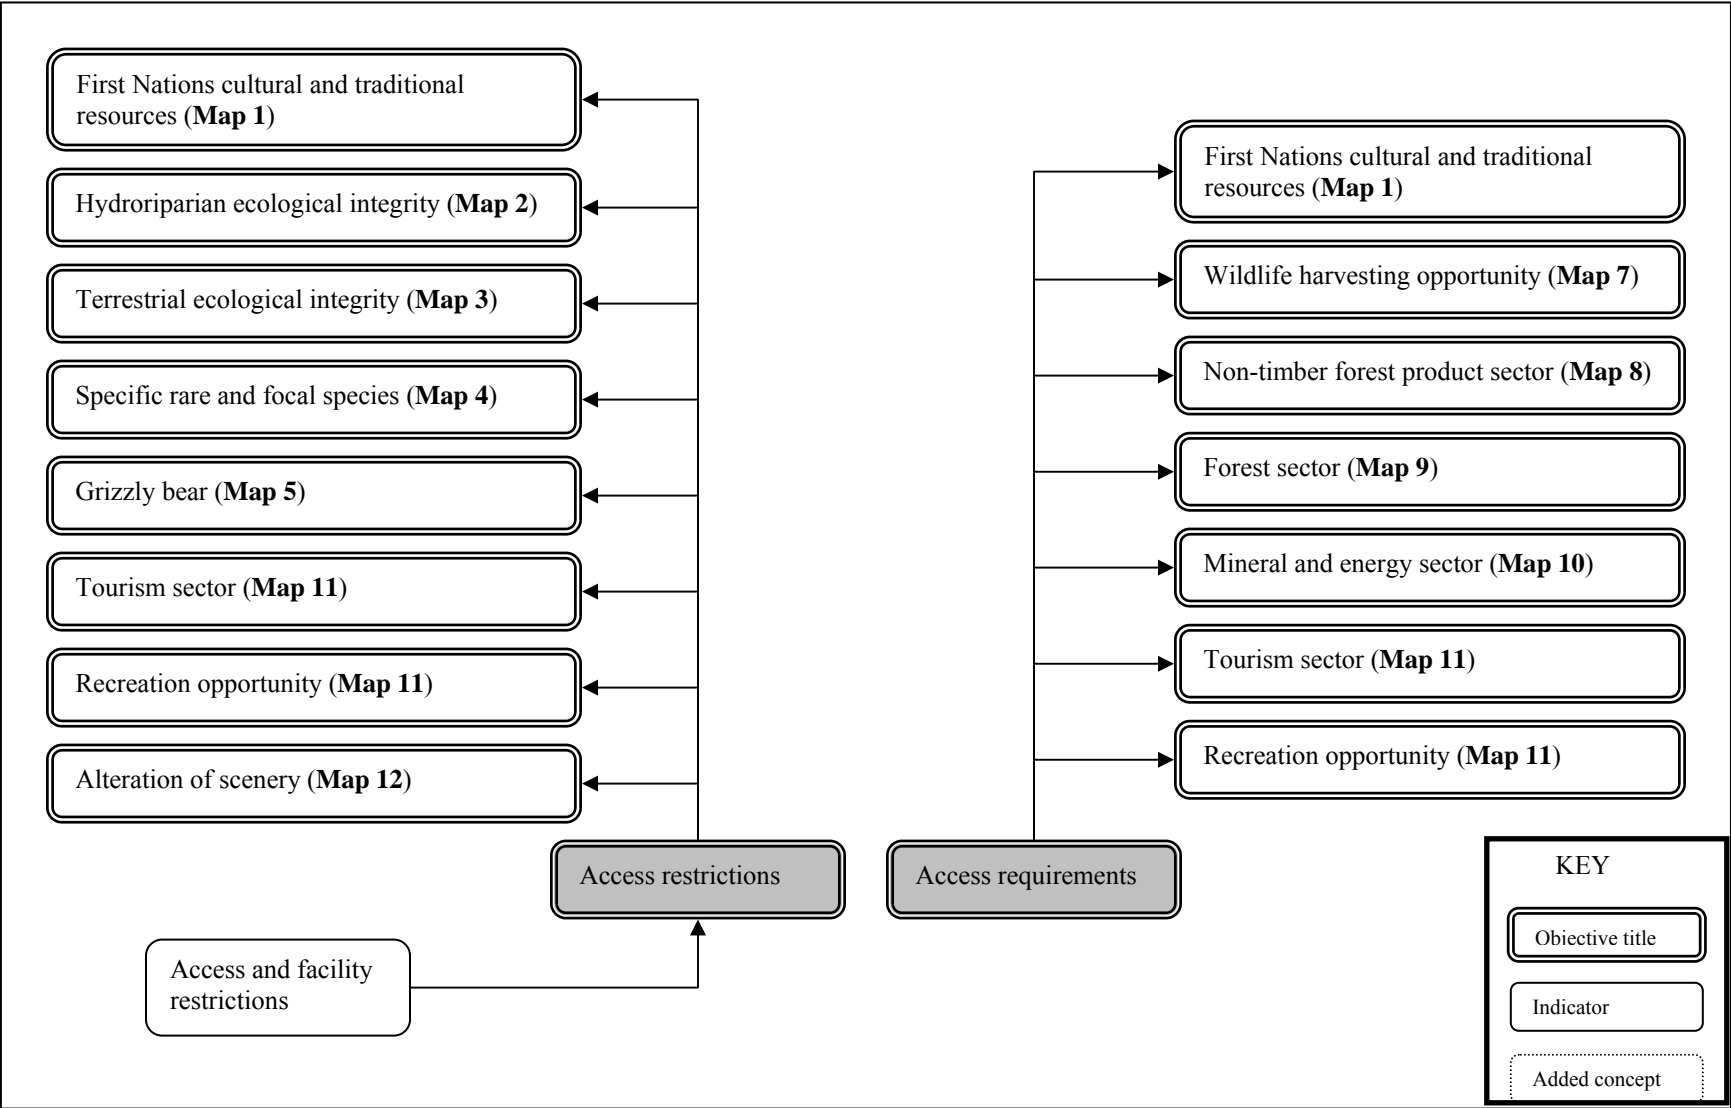 First Nations cultural and traditional
resources (Map 1)
Hydroriparian ecological integrity (Map 2)
Terrestrial ecological integrity (Map 3)
Specific rare and focal species (Map 4)
Grizzly bear (Map 5)
Tourism sector (Map 11)
Recreation opportunity (Map 11)
Alteration of scenery (Map 12)
Access restrictions
Access and facility
restrictions
First Nations cultural and traditional
resources (Map 1)
Wildlife harvesting opportunity (Map 7)
Non-timber forest product sector (Map 8)
Forest sector (Map 9)
Mineral and energy sector (Map 10)
Tourism sector (Map 11)
Recreation opportunity (Map 11)
Access requirements
KEY
Objective title
Indicator
Added concept